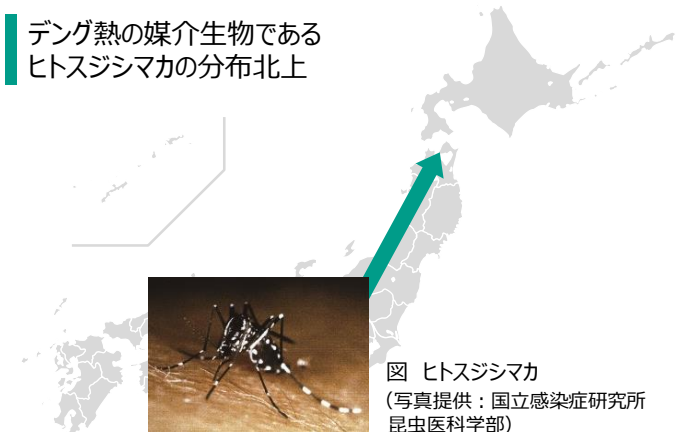 デング熱の媒介生物である
ヒトスジシマカの分布北上
図 ヒトスジシマカ
（写真提供：国立感染症研究所
昆虫医科学部）